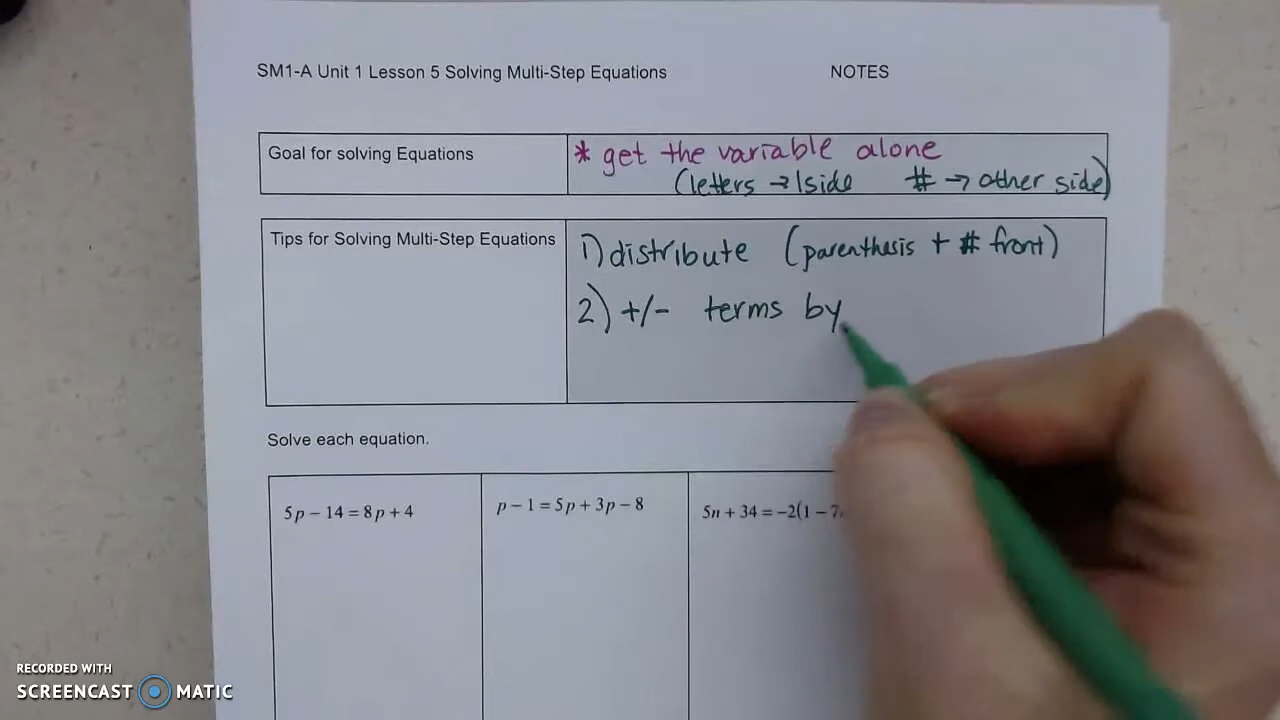 SM1-A Unit 1 Lesson 5 Solving Multi-Step Equations NOTES
Goal for solving Equations
* get the variable alone
(letters → 1side # → other side)
Tips for Solving Multi-Step Equations
1) distribute (parenthesis + # front)
2) +/- terms by
Solve each equation.
5p − 14 = 8p + 4
p − 1 = 5p + 3p − 8
5n + 34 = −2(1 − 7
RECORDED WITH
SCREENCAST MATIC